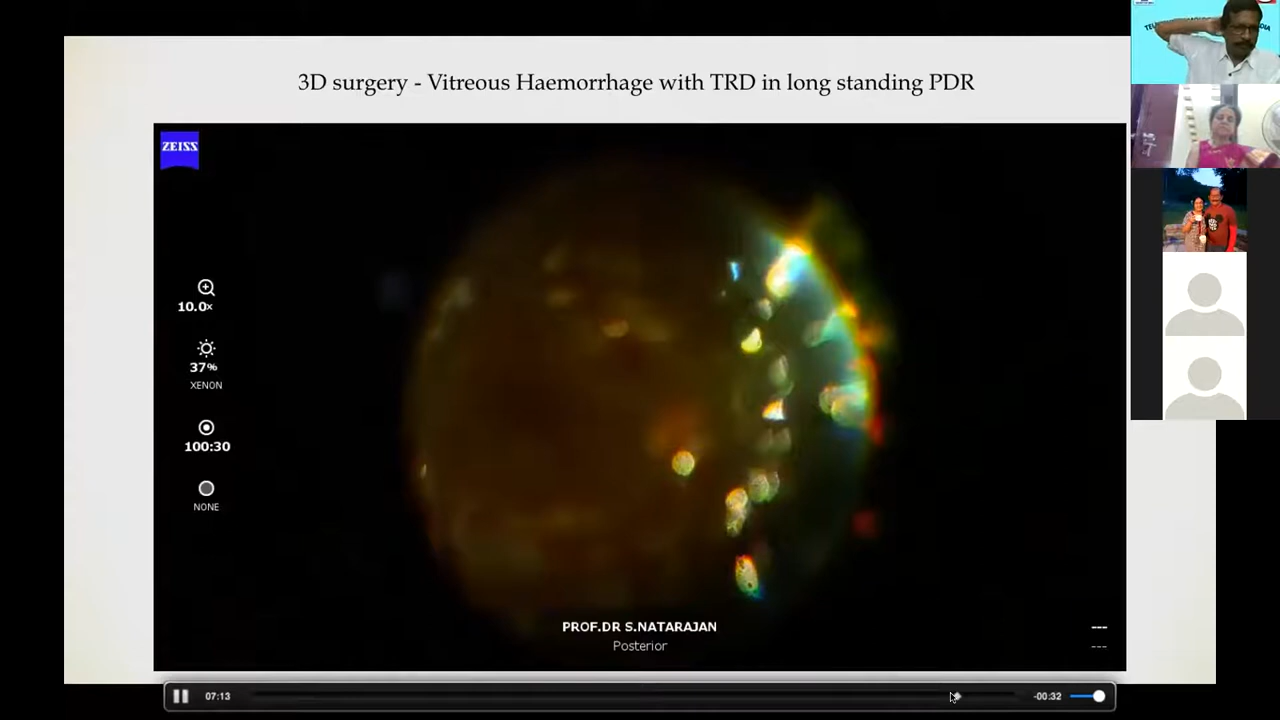 3D surgery - Vitreous Haemorrhage with TRD in long standing PDR
ZEISS
10.0x
37%
XENON
100:30
NONE
PROF.DR S.NATARAJAN
Posterior
---
---
07:13
-00:32